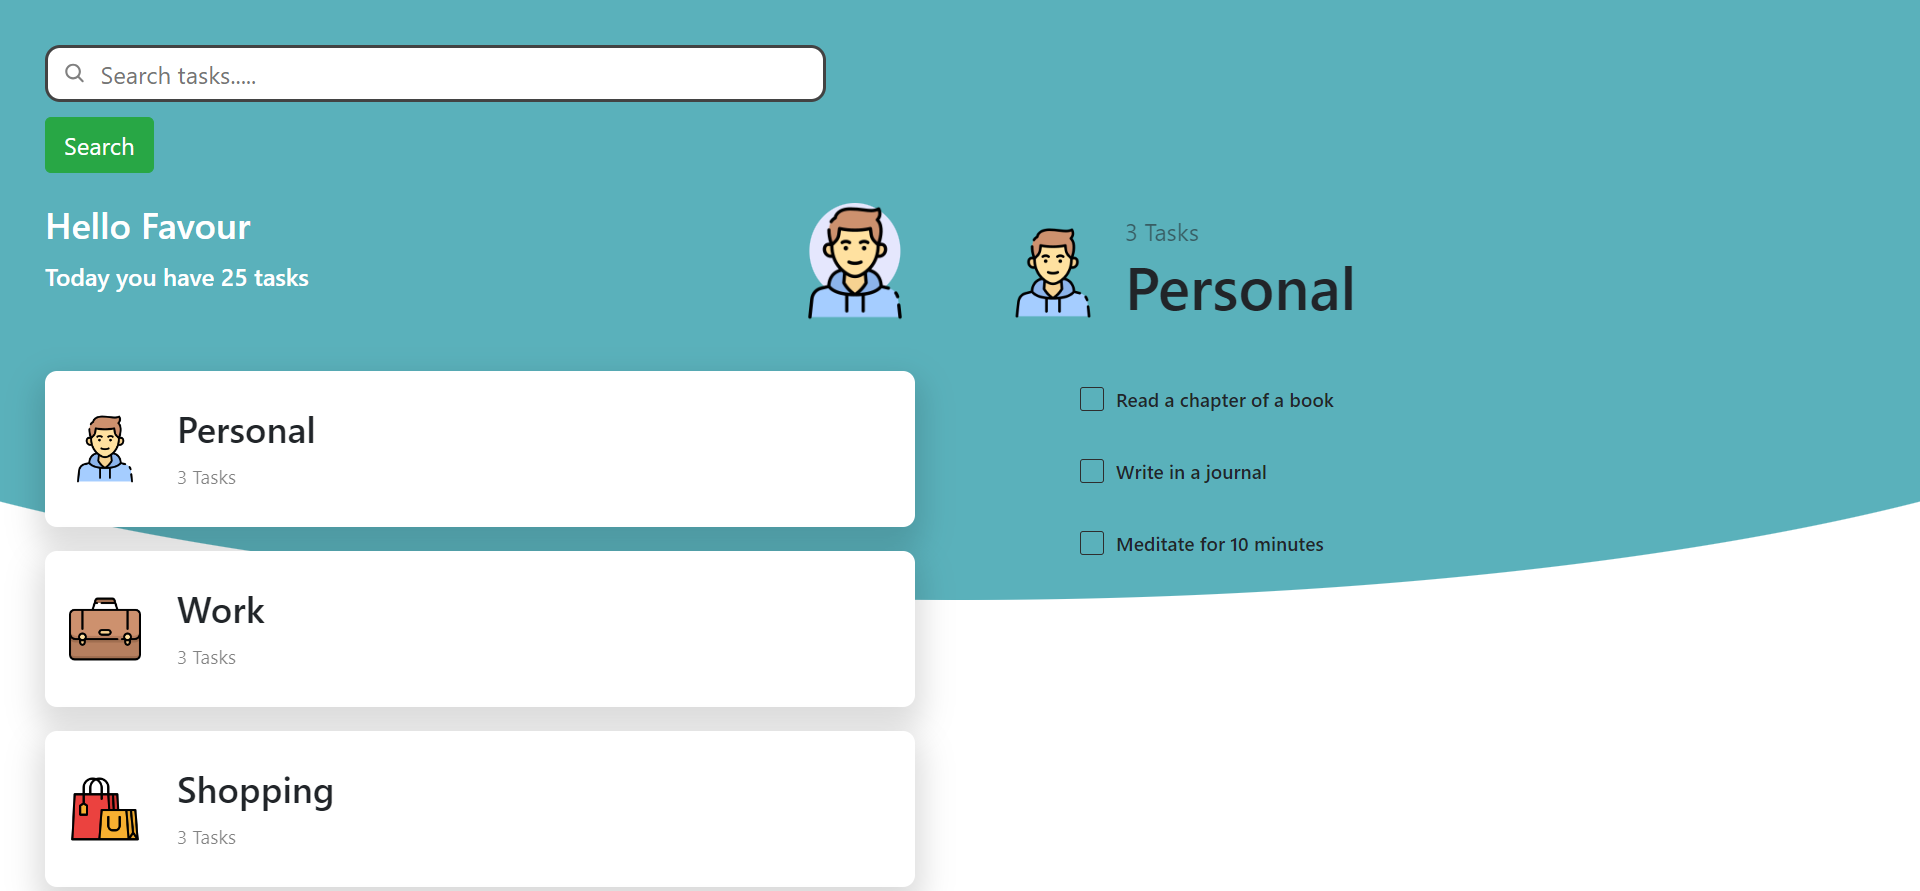 Search tasks.....
Search
Hello Favour
Today you have 25 tasks
Personal
3 Tasks
Work
3 Tasks
Shopping
3 Tasks
3 Tasks
Personal
Read a chapter of a book
Write in a journal
Meditate for 10 minutes